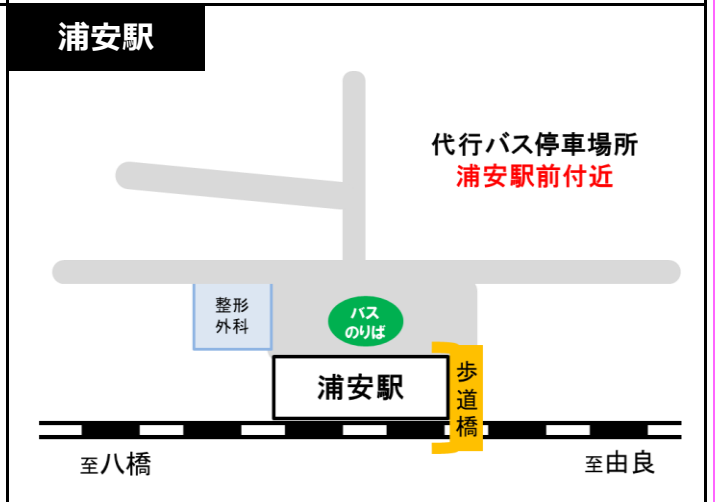 浦安駅
代行バス停車場所
浦安駅前付近
整形
外科
バス
のりば
浦安駅
歩道橋
至八橋
至由良